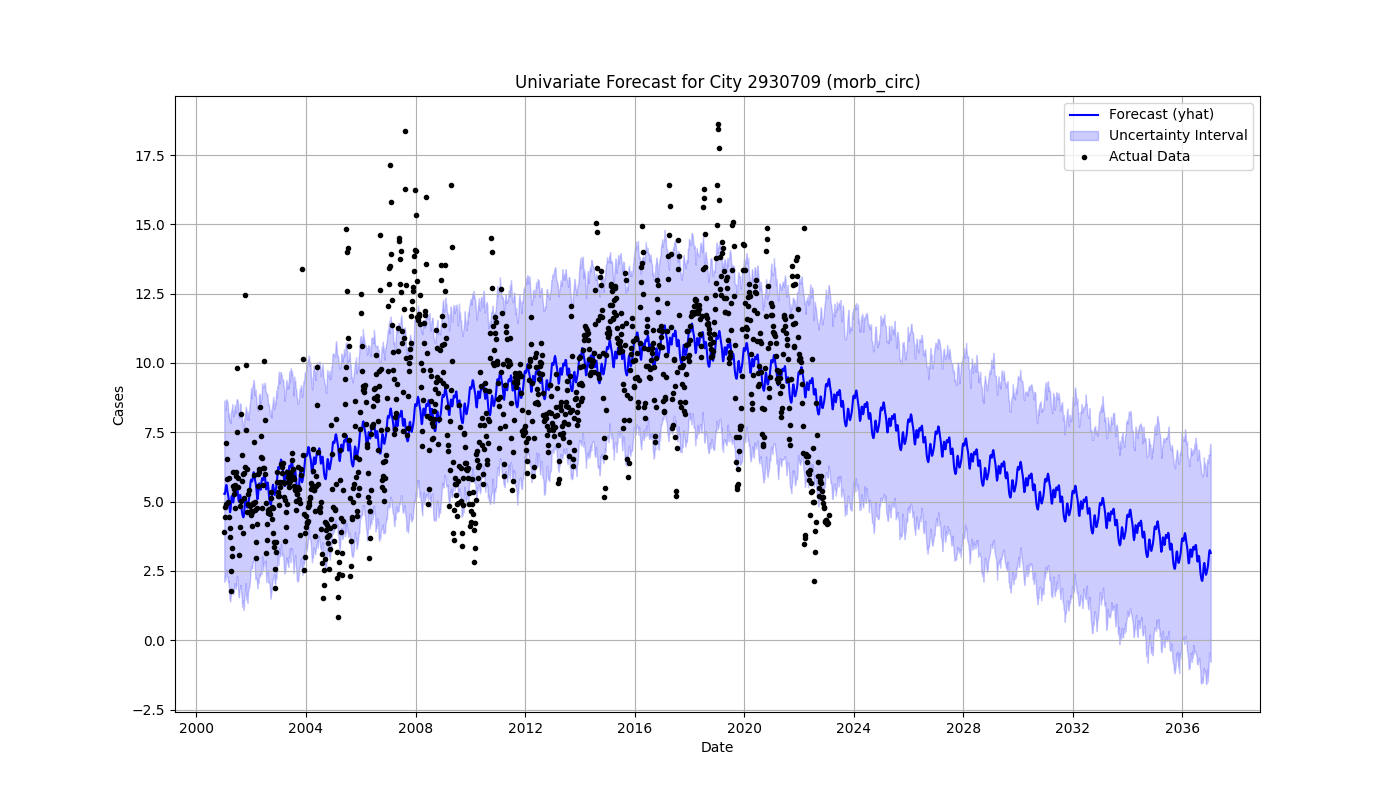 Univariate Forecast for City 2930709 (morb_circ)
Forecast (yhat)
Uncertainty Interval
Actual Data
17.5
15.0
12.5
10.0
7.5
5.0
2.5
0.0
−2.5
Cases
2000 2004 2008 2012 2016 2020 2024 2028 2032 2036
Date